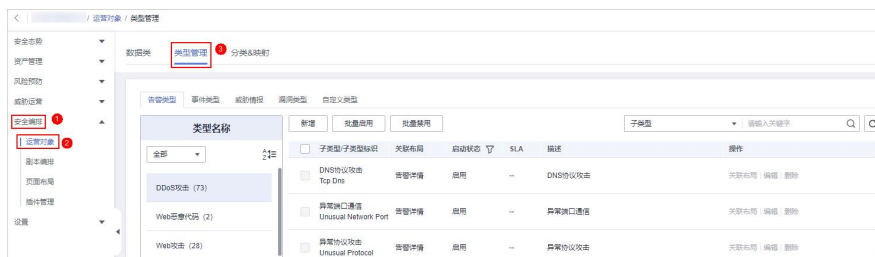 / 运营对象 / 类型管理
安全态势
资产管理
风险预防
威胁运营
安全编排 1
运营对象 2
剧本编排
页面布局
插件管理
设置
数据类 类型管理 3 分类&映射
告警类型 事件类型 威胁情报 漏洞类型 自定义类型
类型名称
全部
DDoS攻击 (73)
Web恶意代码 (2)
Web攻击 (28)
新增 批量启用 批量禁用 子类型 请输入关键字
子类型/子类型标识 关联布局 启动状态 SLA 描述 操作
DNS协议攻击
Tcp Dns
告警详情 启用 -- DNS协议攻击 关联布局 编辑 删除
异常端口通信
Unusual Network Port
告警详情 启用 -- 异常端口通信 关联布局 编辑 删除
异常协议攻击
Unusual Protocol
告警详情 启用 -- 异常协议攻击 关联布局 编辑 删除